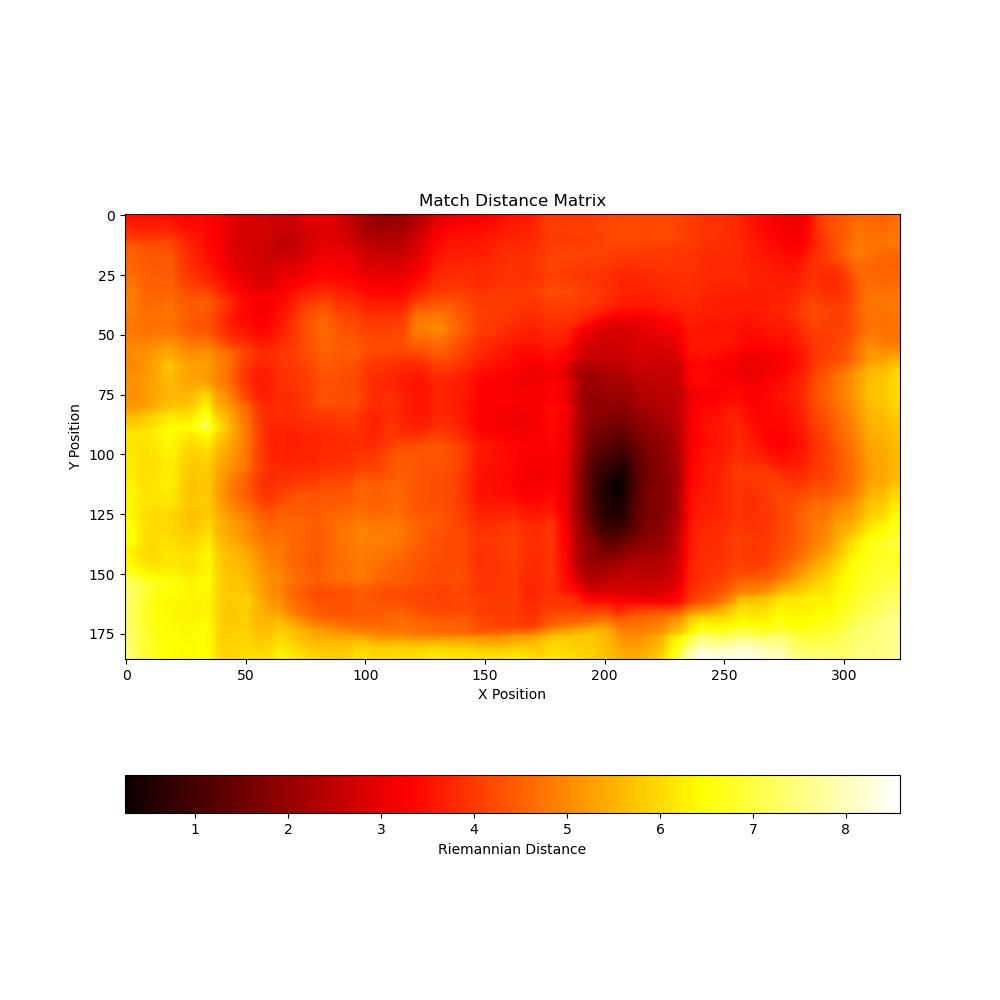 Match Distance Matrix
0
25
50
75
100
125
150
175
Y Position
0 50 100 150 200 250 300
X Position
1 2 3 4 5 6 7 8
Riemannian Distance